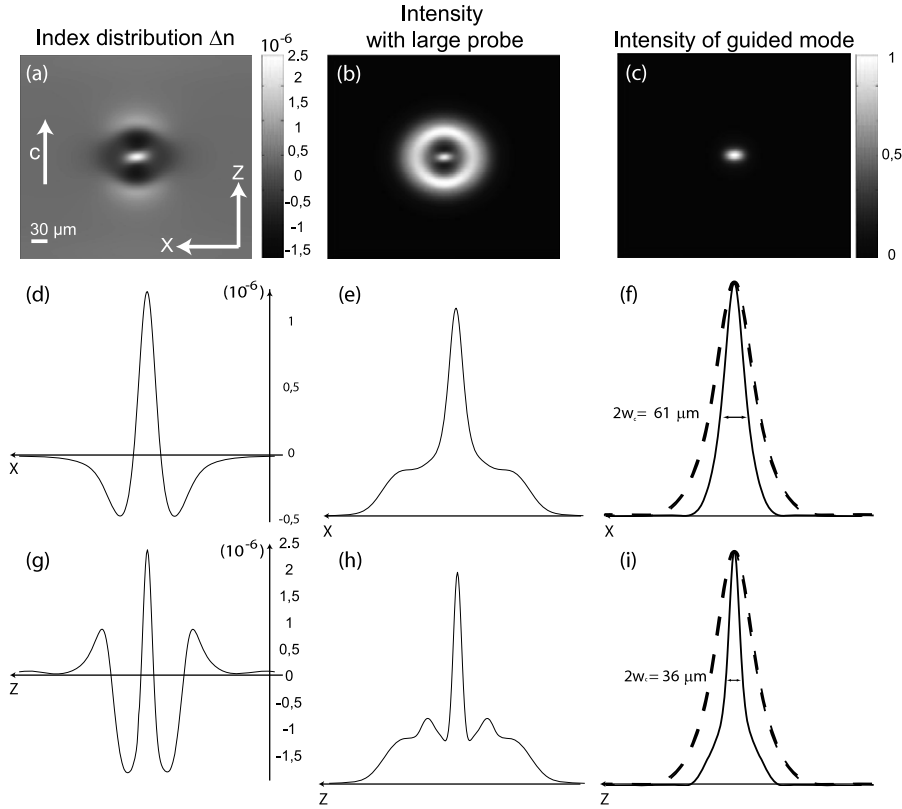 Index distribution Δn
Intensity
with large probe
Intensity of guided mode
(a)
10⁻⁶
2.5
2
1,5
1
0,5
0
-0,5
-1
-1,5
c
Z
X
30 µm
(b)
(c)
1
0,5
0
(d)
(10⁻⁶)
1
0,5
0
-0,5
X
(e)
X
(f)
2wc= 61 µm
X
(g)
(10⁻⁶)
2.5
2
1,5
1
0,5
0
-0,5
-1
-1,5
Z
(h)
Z
(i)
2wc= 36 µm
Z